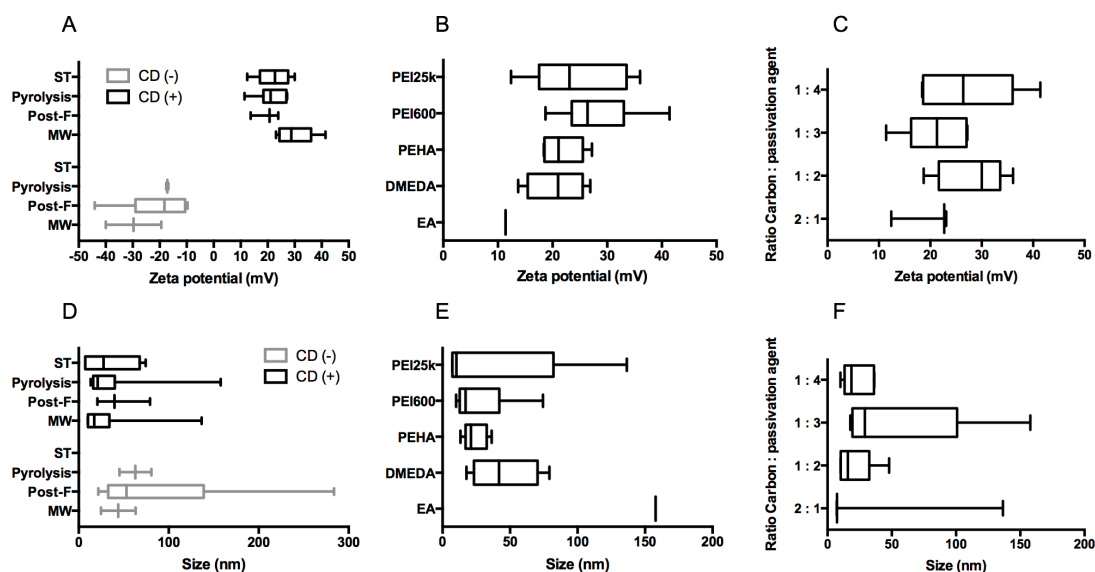 A
ST
Pyrolysis
Post-F
MW
ST
Pyrolysis
Post-F
MW
CD (-)
CD (+)
-50 -40 -30 -20 -10 0 10 20 30 40 50
Zeta potential (mV)
B
PEI25k
PEI600
PEHA
DMEDA
EA
0 10 20 30 40 50
Zeta potential (mV)
C
Ratio Carbon : passivation agent
1 : 4
1 : 3
1 : 2
2 : 1
0 10 20 30 40 50
Zeta potential (mV)
D
ST
Pyrolysis
Post-F
MW
ST
Pyrolysis
Post-F
MW
CD (-)
CD (+)
0 100 200 300
Size (nm)
E
PEI25k
PEI600
PEHA
DMEDA
EA
0 50 100 150 200
Size (nm)
F
Ratio Carbon : passivation agent
1 : 4
1 : 3
1 : 2
2 : 1
0 50 100 150 200
Size (nm)